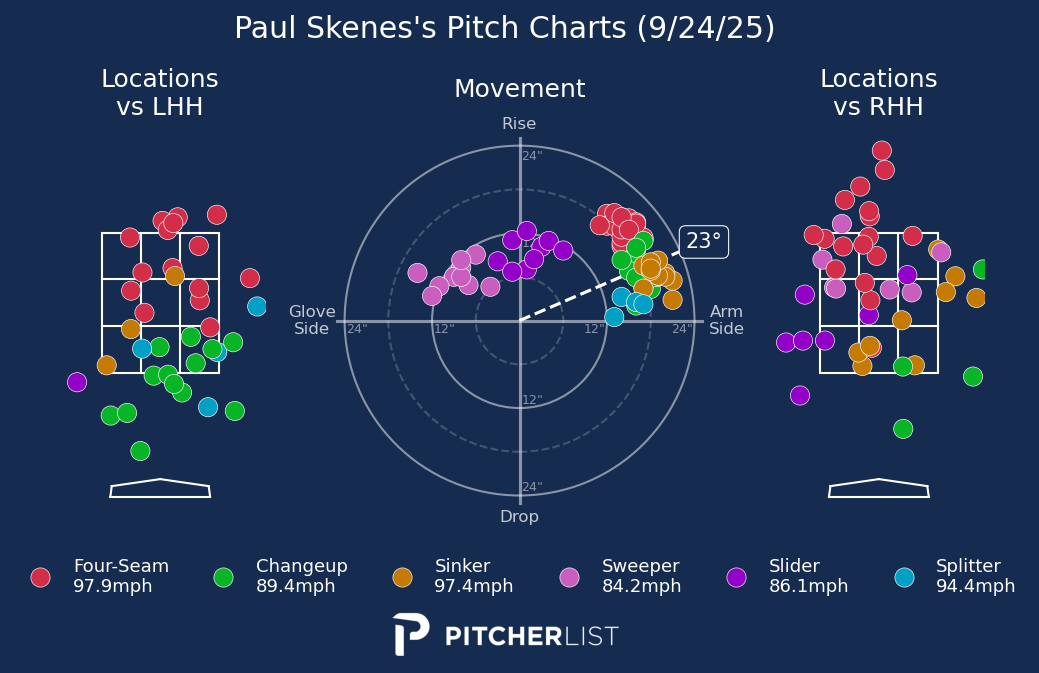 Paul Skenes's Pitch Charts (9/24/25)
Locations
vs LHH
Movement
Locations
vs RHH
Rise
24"
23°
Glove
Side
24"
12"
12"
24"
Arm
Side
12"
24"
Drop
Four-Seam
97.9mph
Changeup
89.4mph
Sinker
97.4mph
Sweeper
84.2mph
Slider
86.1mph
Splitter
94.4mph
PITCHERLIST